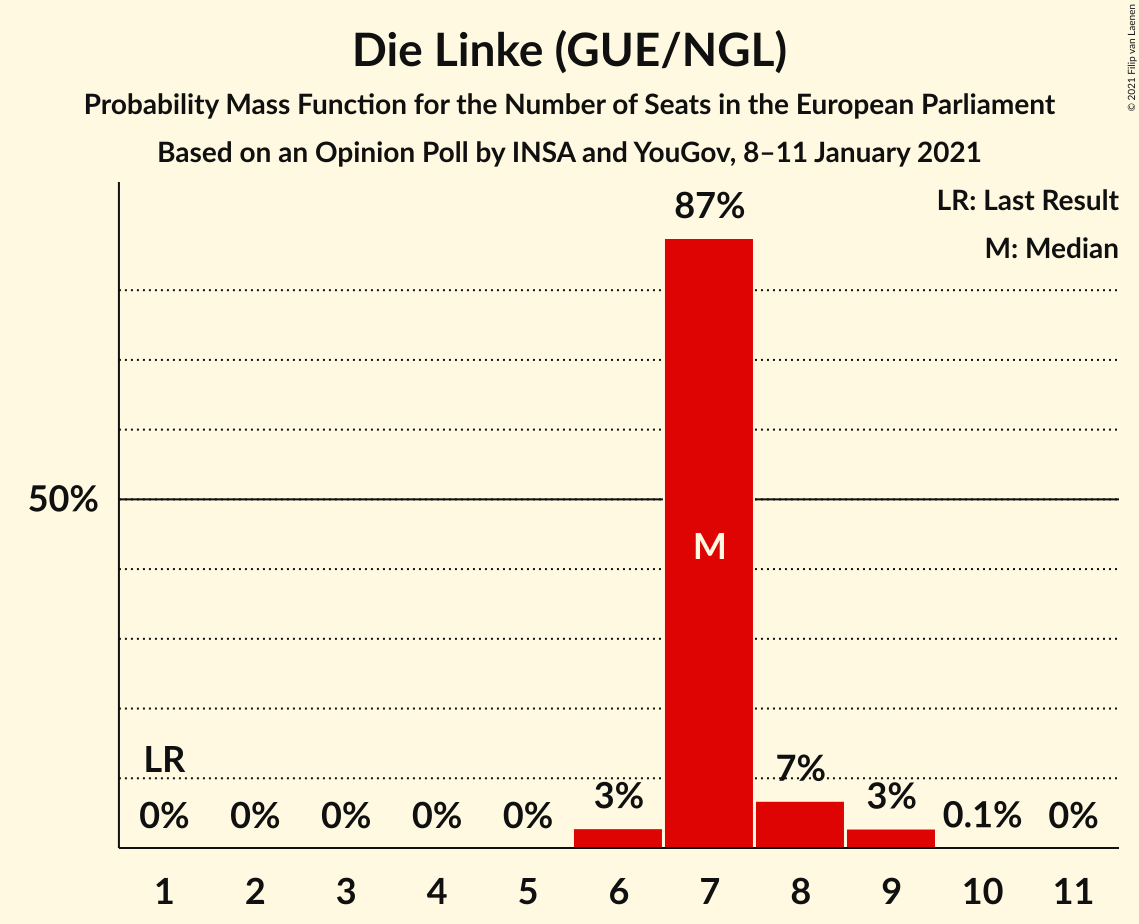 Die Linke (GUE/NGL)
Probability Mass Function for the Number of Seats in the European Parliament
Based on an Opinion Poll by INSA and YouGov, 8–11 January 2021
© 2021 Filip van Laenen
LR: Last Result
M: Median
87%
50%
M
LR
0%
0%
0%
0%
0%
3%
7%
3%
0.1%
0%
1 2 3 4 5 6 7 8 9 10 11